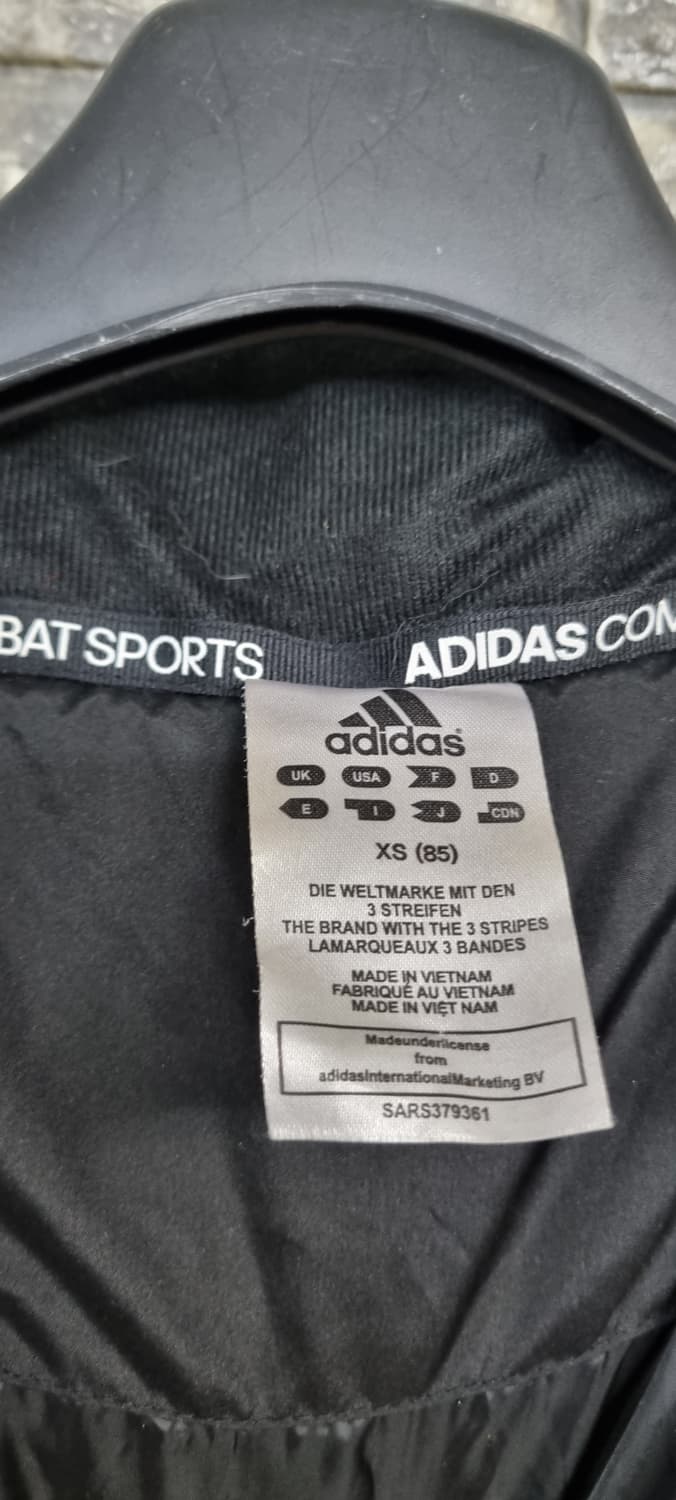 BAT SPORTS
ADIDAS COM
adidas
UK USA F D
E I J CDN
XS (85)
DIE WELTMARKE MIT DEN
3 STREIFEN
THE BRAND WITH THE 3 STRIPES
LAMARQUEAUX 3 BANDES
MADE IN VIETNAM
FABRIQUÉ AU VIETNAM
MADE IN VIỆT NAM
Madeunderlicense
from
adidasInternationalMarketing BV
SARS379361